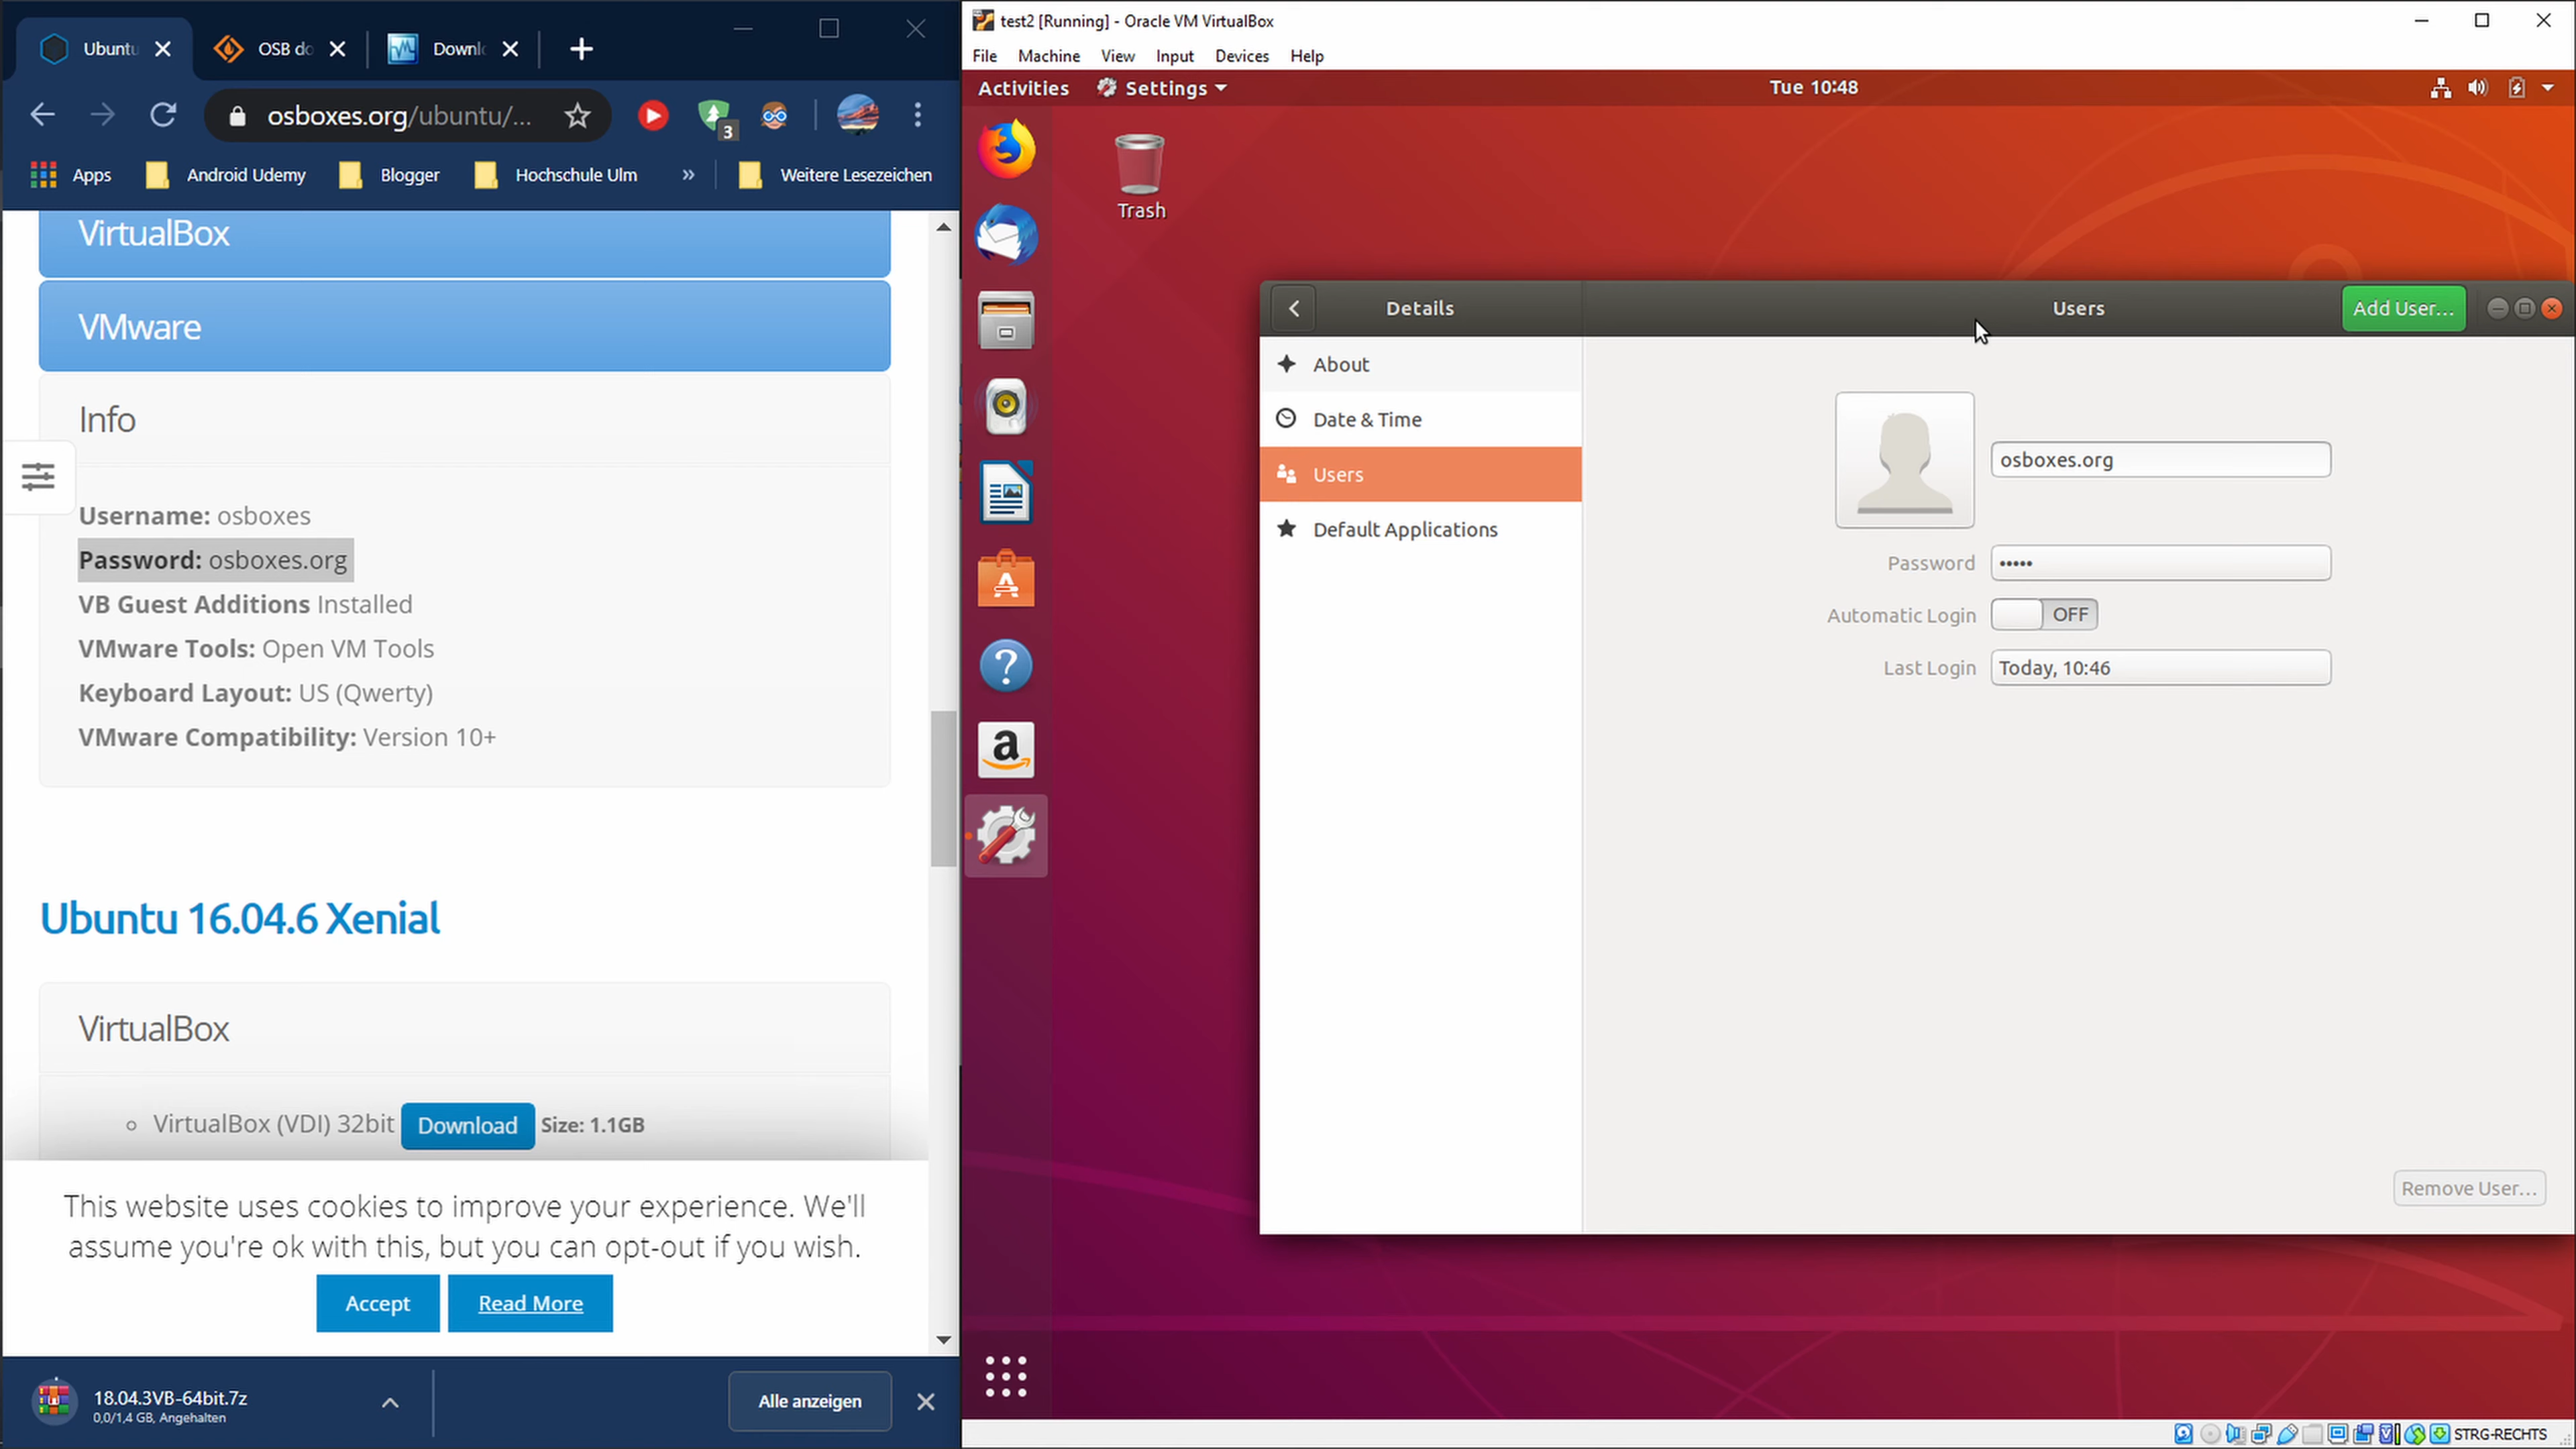 Ubuntu
OSB do
Downl
osboxes.org/ubuntu/...
3
Apps
Android Udemy
Blogger
Hochschule Ulm
»
Weitere Lesezeichen
VirtualBox
VMware
Info
Username: osboxes
Password: osboxes.org
VB Guest Additions Installed
VMware Tools: Open VM Tools
Keyboard Layout: US (Qwerty)
VMware Compatibility: Version 10+
Ubuntu 16.04.6 Xenial
VirtualBox
VirtualBox (VDI) 32bit Download Size: 1.1GB
This website uses cookies to improve your experience. We'll
assume you're ok with this, but you can opt-out if you wish.
Accept Read More
18.04.3VB-64bit.7z
0,0/1,4 GB, Angehalten
Alle anzeigen
test2 [Running] - Oracle VM VirtualBox
File Machine View Input Devices Help
Activities Settings Tue 10:48
Trash
Details Users Add User...
About
Date & Time
Users
Default Applications
osboxes.org
Password •••••
Automatic Login OFF
Last Login Today, 10:46
Remove User...
STRG-RECHTS